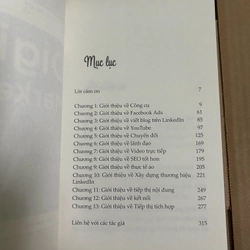 Mục lục
Lời cảm ơn 7
Chương 1: Giới thiệu về Công cụ 9
Chương 2: Giới thiệu về Facebook Ads 61
Chương 3: Giới thiệu về viết blog trên LinkedIn 85
Chương 4: Giới thiệu về YouTube 97
Chương 5: Giới thiệu về Chuyển đổi 125
Chương 6: Giới thiệu về lãnh đạo 161
Chương 7: Giới thiệu về Video trực tiếp 179
Chương 8: Giới thiệu về SEO tốt hơn 195
Chương 9: Giới thiệu về thực tế ảo 205
Chương 10: Giới thiệu về Xây dựng thương hiệu 221
LinkedIn
Chương 11: Giới thiệu về tiếp thị nội dung 249
Chương 12: Giới thiệu về kết nối 267
Chương 13: Giới thiệu về Tiếp thị tích hợp 277
Liên hệ với các tác giả 315